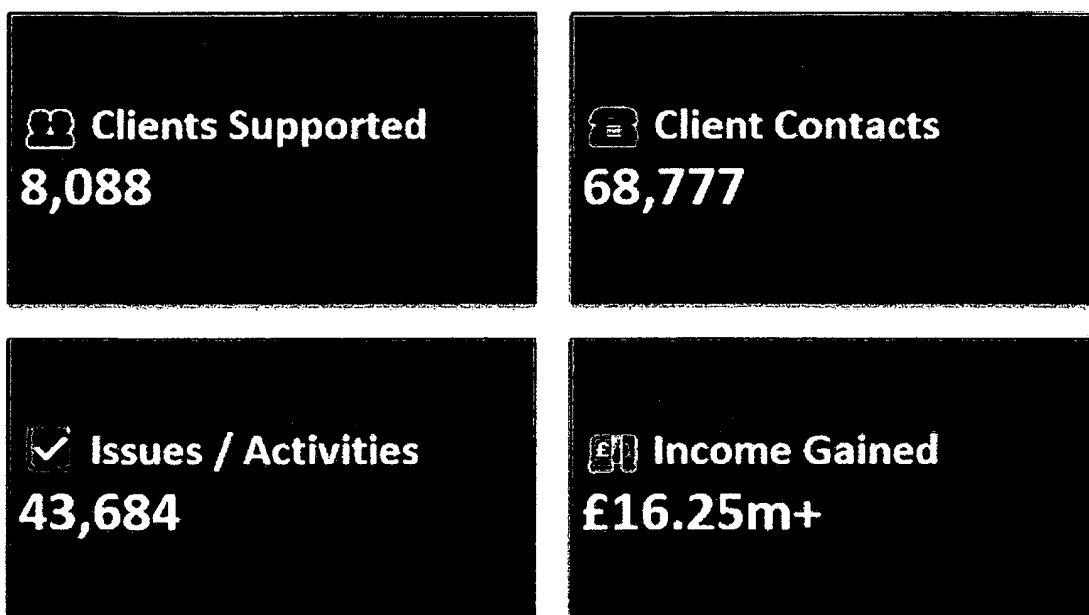 Clients Supported
8,088
Client Contacts
68,777
Issues / Activities
43,684
Income Gained
£16.25m+